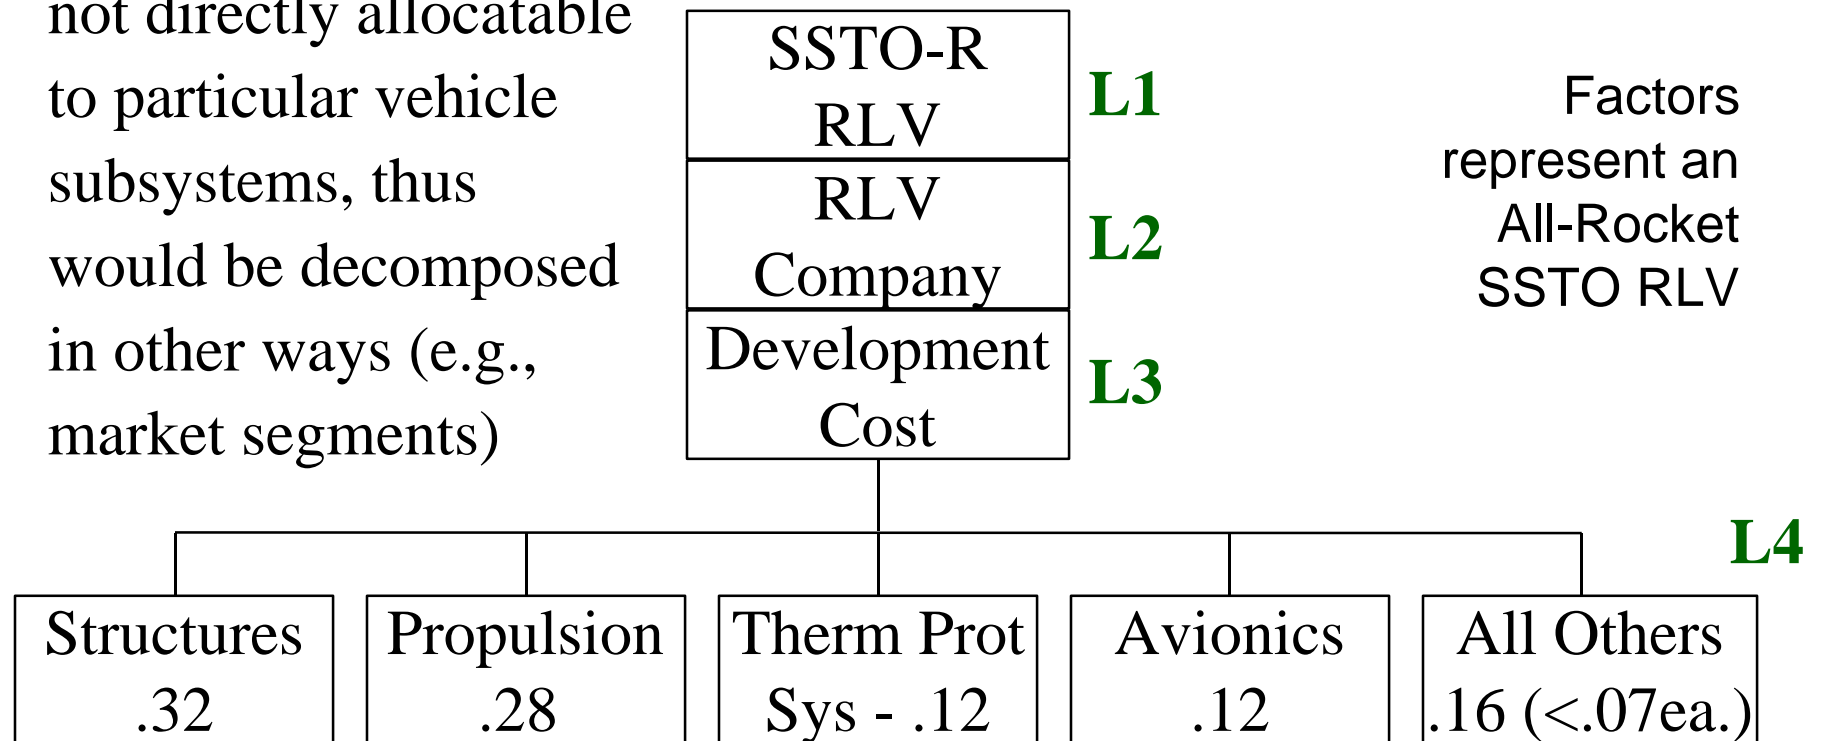 not directly allocatable
to particular vehicle
subsystems, thus
would be decomposed
in other ways (e.g.,
market segments)
SSTO-R
RLV
L1
RLV
Company
L2
Development
Cost
L3
Factors
represent an
All-Rocket
SSTO RLV
L4
Structures
.32
Propulsion
.28
Therm Prot
Sys - .12
Avionics
.12
All Others
.16 (<.07ea.)